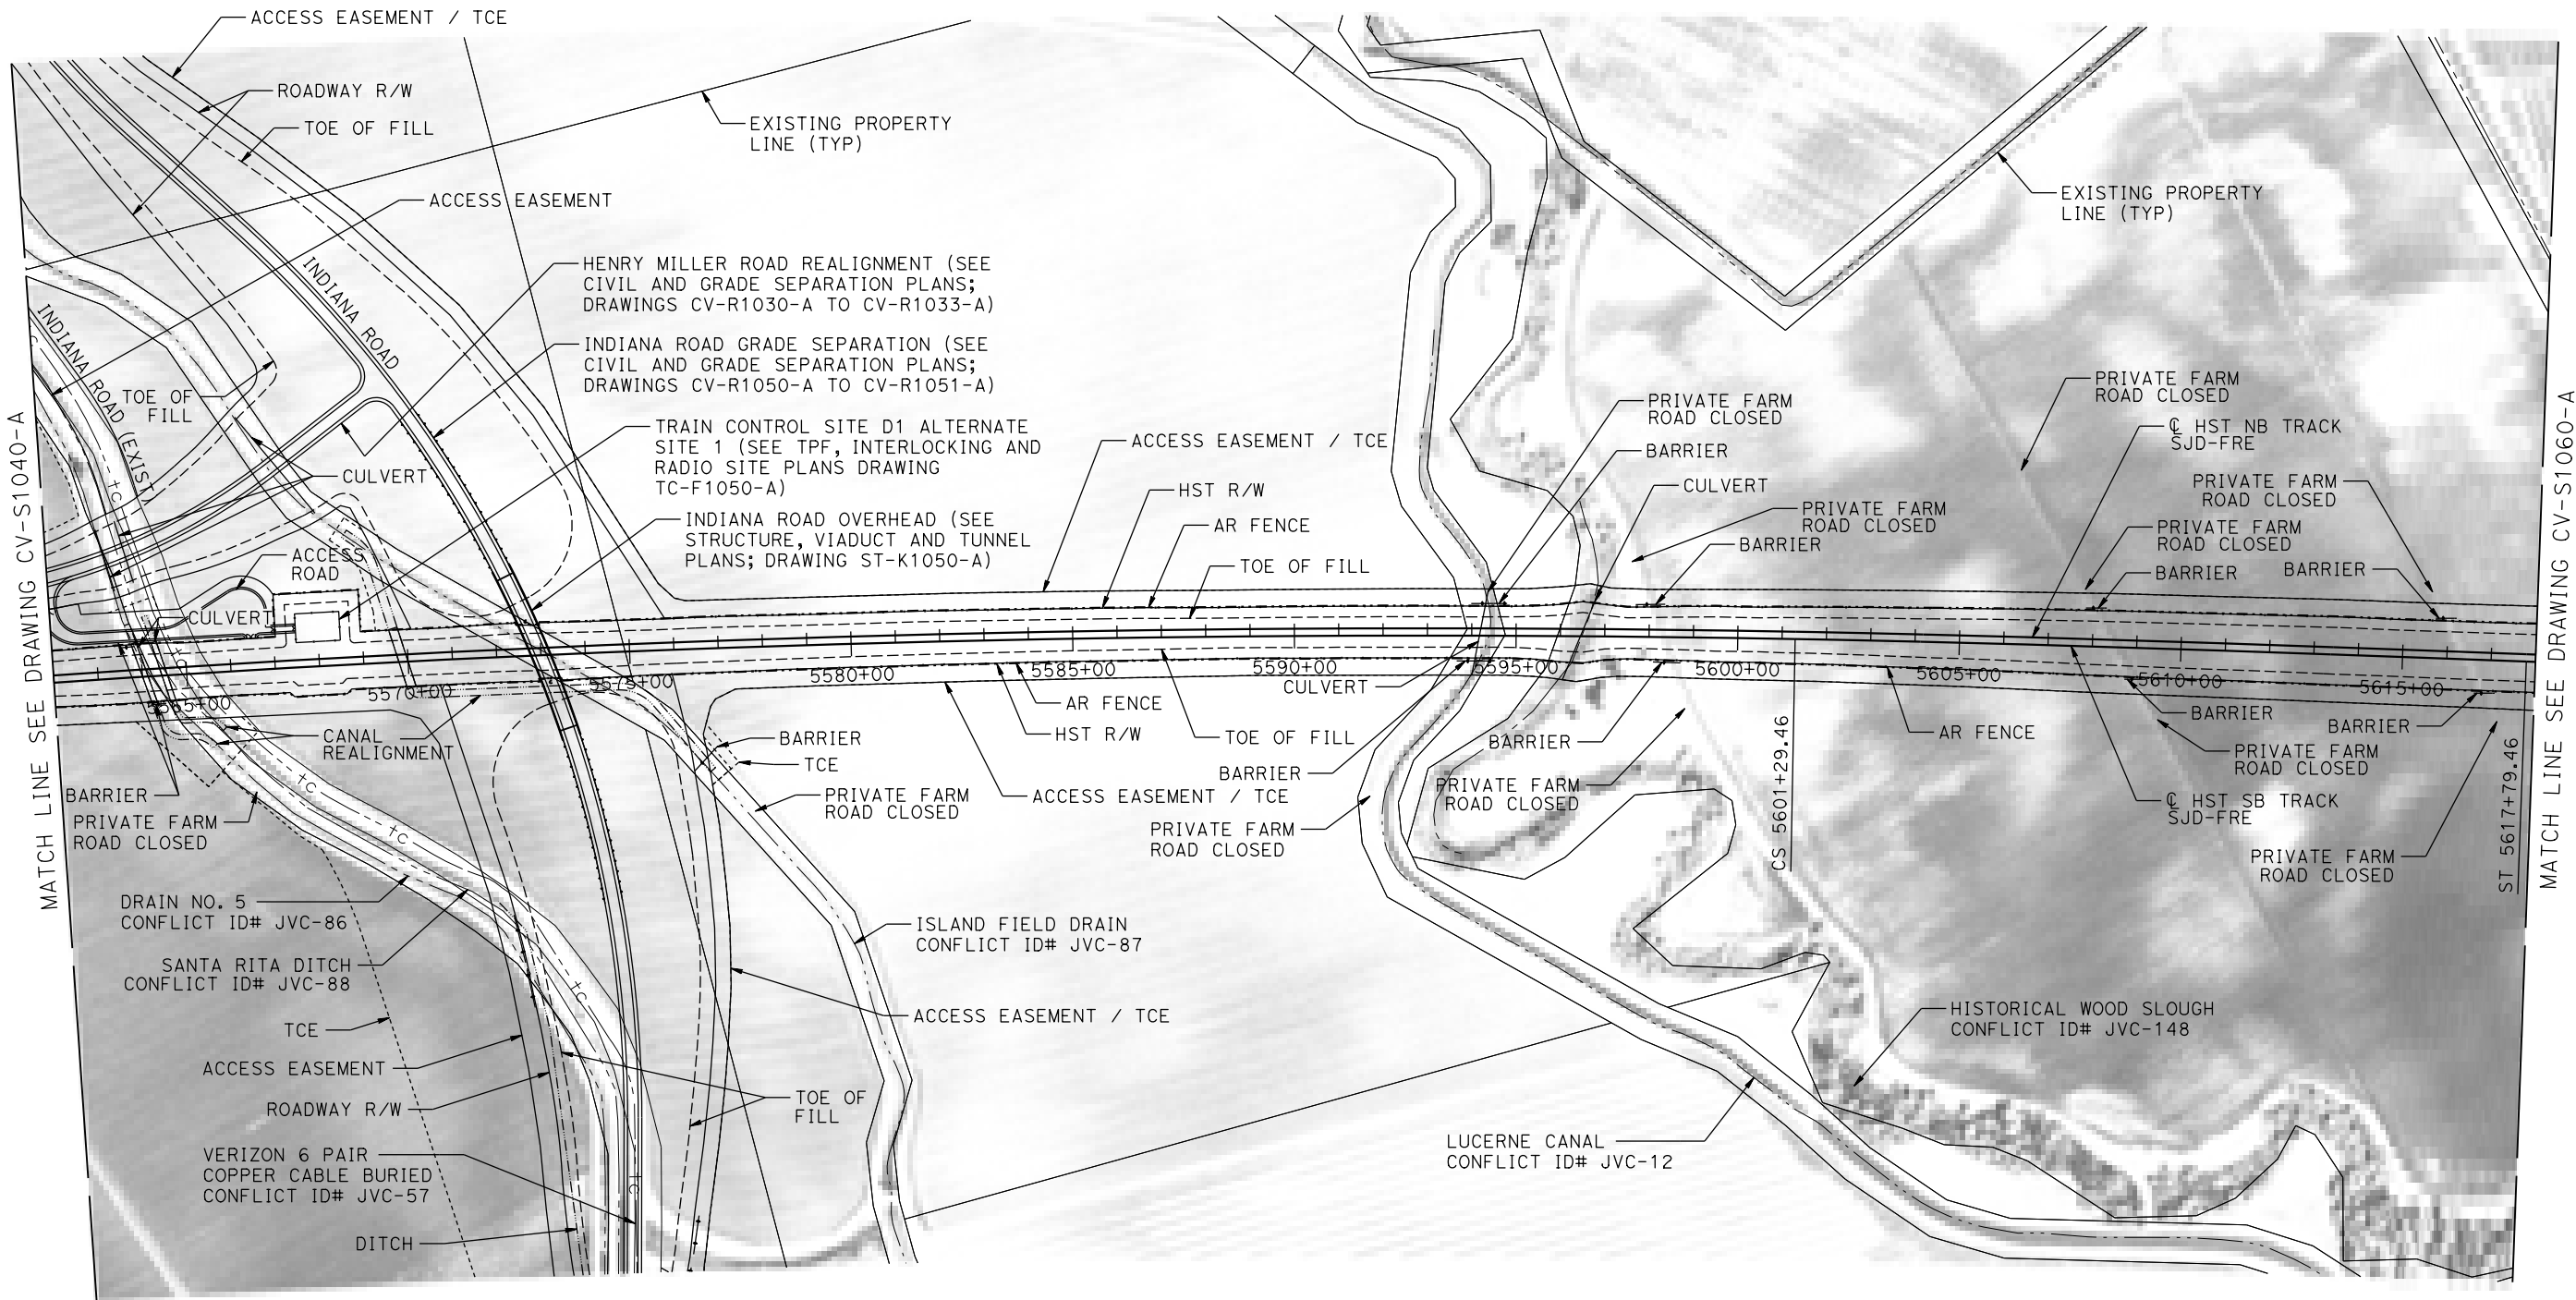 ACCESS EASEMENT / TCE
ROADWAY R/W
TOE OF FILL
EXISTING PROPERTY
LINE (TYP)
ACCESS EASEMENT
EXISTING PROPERTY
LINE (TYP)
INDIANA ROAD
HENRY MILLER ROAD REALIGNMENT (SEE
CIVIL AND GRADE SEPARATION PLANS;
DRAWINGS CV-R1030-A TO CV-R1033-A)
INDIANA ROAD (EXIST)
INDIANA ROAD GRADE SEPARATION (SEE
CIVIL AND GRADE SEPARATION PLANS;
DRAWINGS CV-R1050-A TO CV-R1051-A)
TOE OF
FILL
TRAIN CONTROL SITE D1 ALTERNATE
SITE 1 (SEE TPF, INTERLOCKING AND
RADIO SITE PLANS DRAWING
TC-F1050-A)
CULVERT
INDIANA ROAD OVERHEAD (SEE
STRUCTURE, VIADUCT AND TUNNEL
PLANS; DRAWING ST-K1050-A)
ACCESS
ROAD
CULVERT
ACCESS EASEMENT / TCE
HST R/W
AR FENCE
TOE OF FILL
PRIVATE FARM
ROAD CLOSED
BARRIER
CULVERT
PRIVATE FARM
ROAD CLOSED
BARRIER
PRIVATE FARM
ROAD CLOSED
℄ HST NB TRACK
SJD-FRE
PRIVATE FARM
ROAD CLOSED
PRIVATE FARM
ROAD CLOSED
BARRIER
BARRIER
MATCH LINE SEE DRAWING CV-S1040-A
MATCH LINE SEE DRAWING CV-S1060-A
5565+00
5570+00
5575+00
5580+00
5585+00
5590+00
5595+00
5600+00
5605+00
5610+00
5615+00
CANAL
REALIGNMENT
CULVERT
AR FENCE
HST R/W
TOE OF FILL
BARRIER
BARRIER
TCE
ACCESS EASEMENT / TCE
PRIVATE FARM
ROAD CLOSED
BARRIER
PRIVATE FARM
ROAD CLOSED
PRIVATE FARM
ROAD CLOSED
CS 5601+29.46
AR FENCE
BARRIER
BARRIER
PRIVATE FARM
ROAD CLOSED
℄ HST SB TRACK
SJD-FRE
PRIVATE FARM
ROAD CLOSED
ST 5617+79.46
BARRIER
PRIVATE FARM
ROAD CLOSED
tc
tc
tc
tc
tc
tc
DRAIN NO. 5
CONFLICT ID# JVC-86
SANTA RITA DITCH
CONFLICT ID# JVC-88
TCE
ACCESS EASEMENT
ROADWAY R/W
VERIZON 6 PAIR
COPPER CABLE BURIED
CONFLICT ID# JVC-57
DITCH
ISLAND FIELD DRAIN
CONFLICT ID# JVC-87
ACCESS EASEMENT / TCE
TOE OF
FILL
HISTORICAL WOOD SLOUGH
CONFLICT ID# JVC-148
LUCERNE CANAL
CONFLICT ID# JVC-12